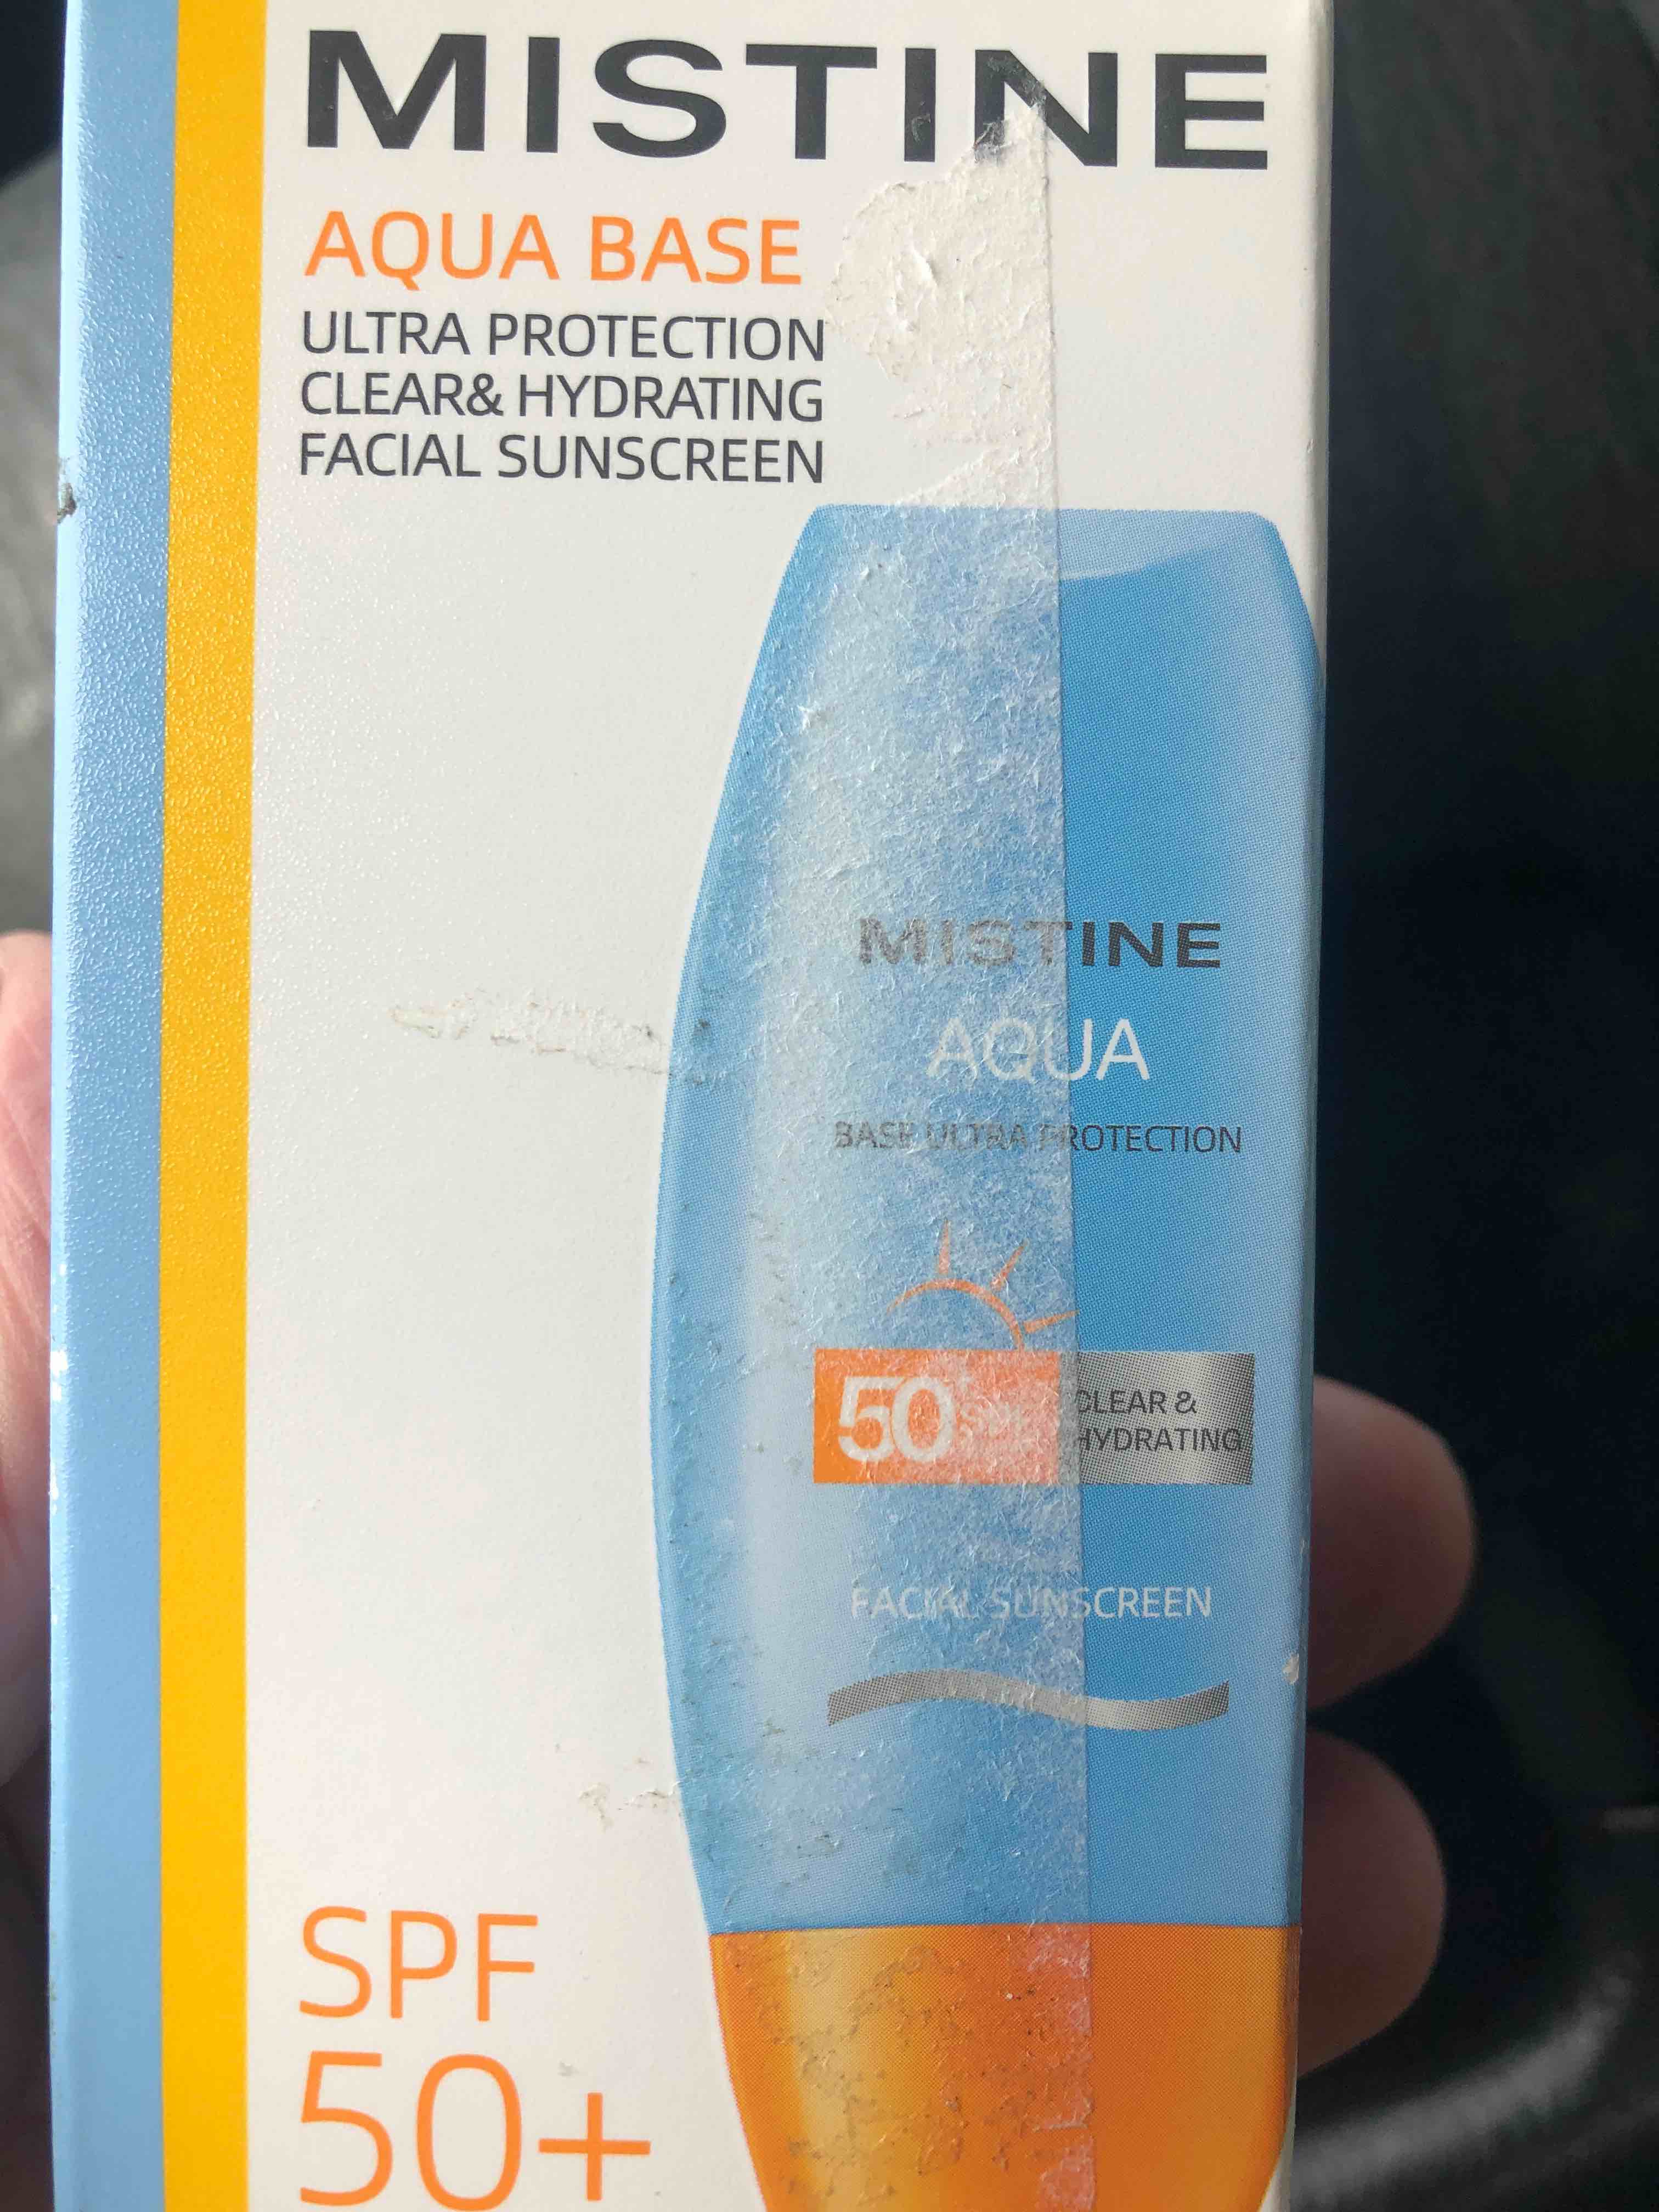 MISTINE
AQUA BASE
ULTRA PROTECTION
CLEAR& HYDRATING
FACIAL SUNSCREEN
MISTINE
AQUA
BASE ULTRA PROTECTION
50
CLEAR &
HYDRATING
FACIAL SUNSCREEN
SPF
50+